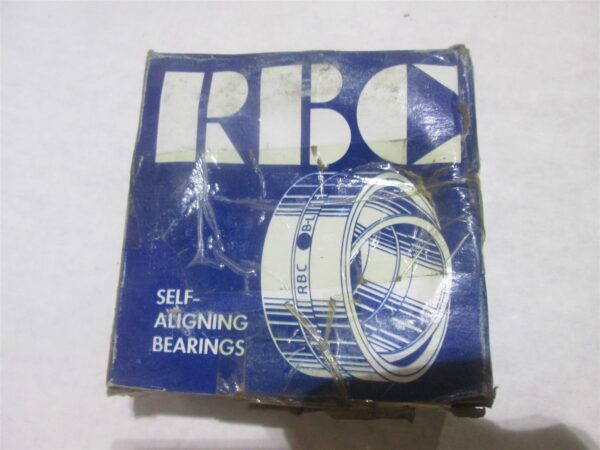 RBC
RBC B-L
SELF-
ALIGNING
BEARINGS